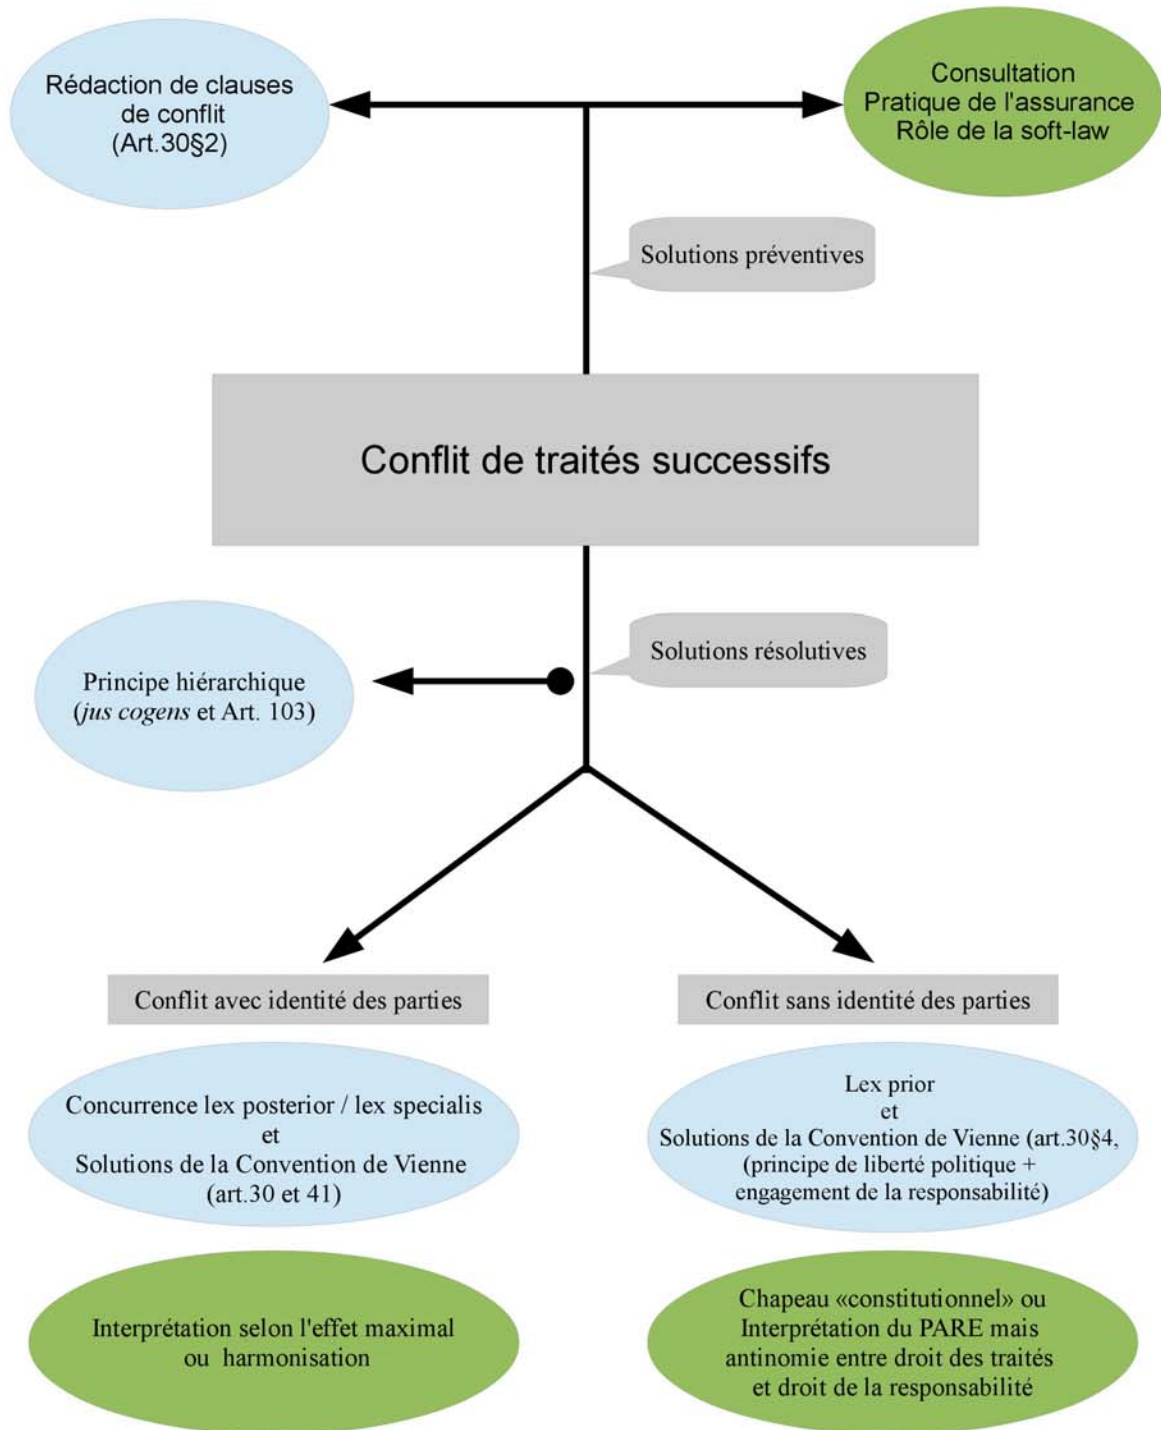 Rédaction de clauses
de conflit
(Art.30§2)
Consultation
Pratique de l'assurance
Rôle de la soft-law
Solutions préventives
Conflit de traités successifs
Solutions résolutives
Principe hiérarchique
(jus cogens et Art. 103)
Conflit avec identité des parties
Conflit sans identité des parties
Concurrence lex posterior / lex specialis
et
Solutions de la Convention de Vienne
(art.30 et 41)
Lex prior
et
Solutions de la Convention de Vienne (art.30§4,
(principe de liberté politique +
engagement de la responsabilité)
Interprétation selon l'effet maximal
ou harmonisation
Chapeau «constitutionnel» ou
Interprétation du PARE mais
antinomie entre droit des traités
et droit de la responsabilité